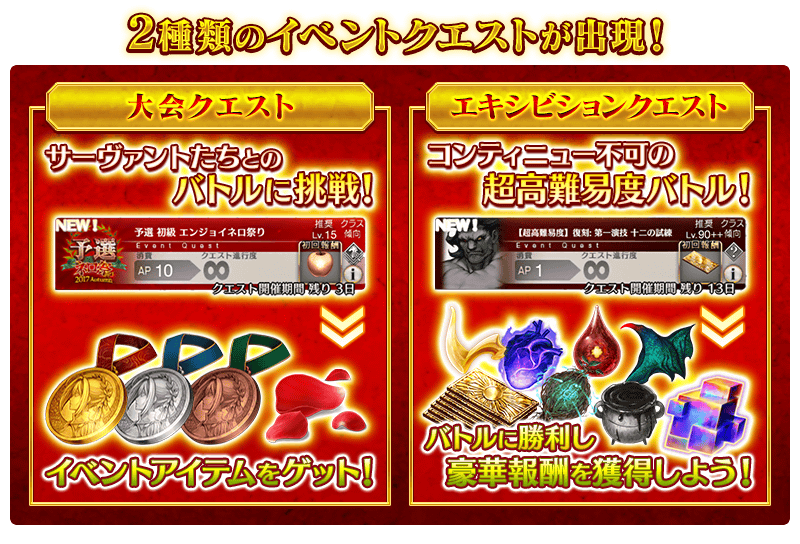 2種類のイベントクエストが出現!
大会クエスト
サーヴァントたちとの
バトルに挑戦!
NEW!
予選
ネロ祭
2017 Autumn
予選 初級 エンジョイネロ祭り
Event Quest
推奨
Lv.15
クラス
傾向
消費
AP 10
クエスト進行度
∞
初回報酬
クエスト開催期間 残り 3日
イベントアイテムをゲット!
エキシビションクエスト
コンティニュー不可の
超高難易度バトル!
NEW!
【超高難易度】復刻: 第一演技 十二の試練
Event Quest
推奨
Lv.90++
クラス
傾向
消費
AP 1
クエスト進行度
∞
初回報酬
クエスト開催期間 残り 13日
バトルに勝利し
豪華報酬を獲得しよう!